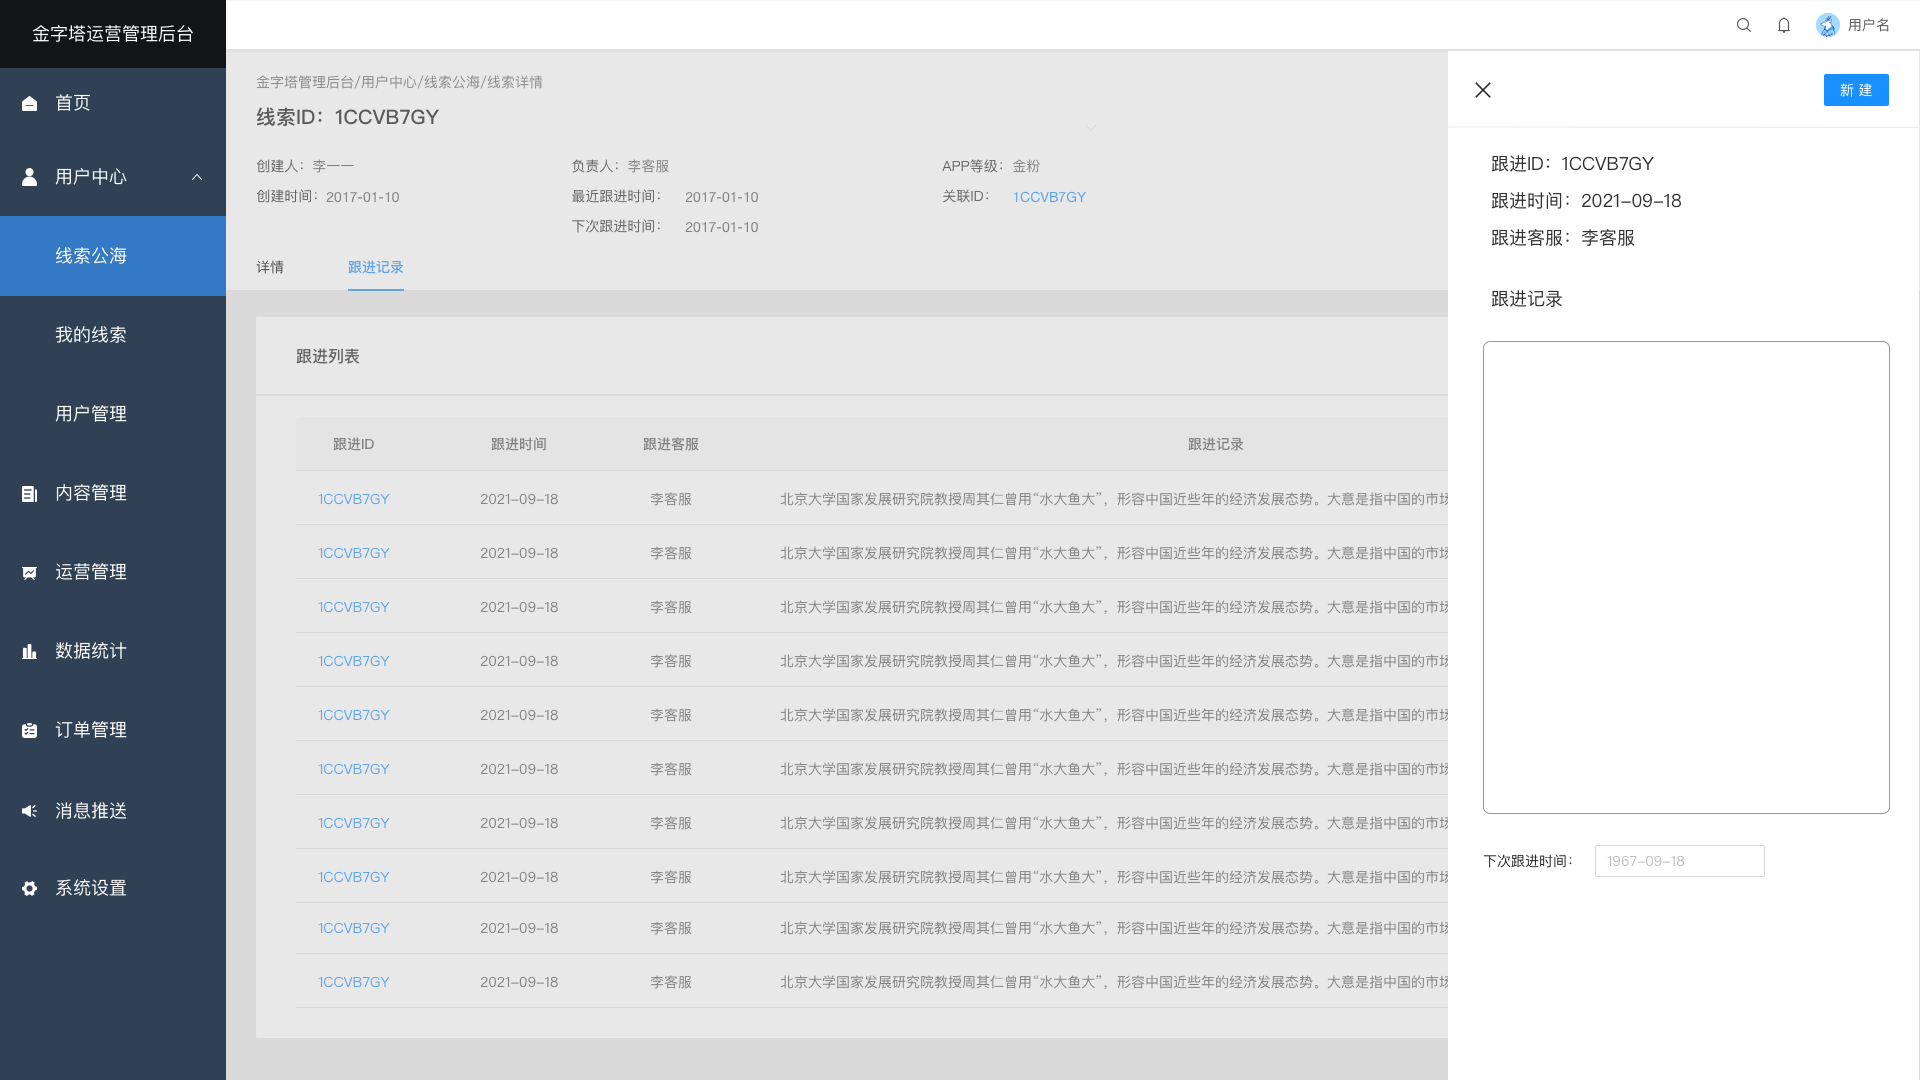 金字塔运营管理后台
用户名
首页
用户中心
线索公海
我的线索
用户管理
内容管理
运营管理
数据统计
订单管理
消息推送
系统设置
金字塔管理后台/用户中心/线索公海/线索详情
线索ID：1CCVB7GY
创建人：李一一 负责人：李客服 APP等级：金粉
创建时间：2017-01-10 最近跟进时间： 2017-01-10 关联ID： 1CCVB7GY
下次跟进时间： 2017-01-10
详情 跟进记录
跟进列表
跟进ID 跟进时间 跟进客服 跟进记录
1CCVB7GY 2021-09-18 李客服 北京大学国家发展研究院教授周其仁曾用“水大鱼大”，形容中国近些年的经济发展态势。大意是指中国的市场
1CCVB7GY 2021-09-18 李客服 北京大学国家发展研究院教授周其仁曾用“水大鱼大”，形容中国近些年的经济发展态势。大意是指中国的市场
1CCVB7GY 2021-09-18 李客服 北京大学国家发展研究院教授周其仁曾用“水大鱼大”，形容中国近些年的经济发展态势。大意是指中国的市场
1CCVB7GY 2021-09-18 李客服 北京大学国家发展研究院教授周其仁曾用“水大鱼大”，形容中国近些年的经济发展态势。大意是指中国的市场
1CCVB7GY 2021-09-18 李客服 北京大学国家发展研究院教授周其仁曾用“水大鱼大”，形容中国近些年的经济发展态势。大意是指中国的市场
1CCVB7GY 2021-09-18 李客服 北京大学国家发展研究院教授周其仁曾用“水大鱼大”，形容中国近些年的经济发展态势。大意是指中国的市场
1CCVB7GY 2021-09-18 李客服 北京大学国家发展研究院教授周其仁曾用“水大鱼大”，形容中国近些年的经济发展态势。大意是指中国的市场
1CCVB7GY 2021-09-18 李客服 北京大学国家发展研究院教授周其仁曾用“水大鱼大”，形容中国近些年的经济发展态势。大意是指中国的市场
1CCVB7GY 2021-09-18 李客服 北京大学国家发展研究院教授周其仁曾用“水大鱼大”，形容中国近些年的经济发展态势。大意是指中国的市场
1CCVB7GY 2021-09-18 李客服 北京大学国家发展研究院教授周其仁曾用“水大鱼大”，形容中国近些年的经济发展态势。大意是指中国的市场
新 建
跟进ID：1CCVB7GY
跟进时间：2021-09-18
跟进客服：李客服
跟进记录
下次跟进时间： 1967-09-18